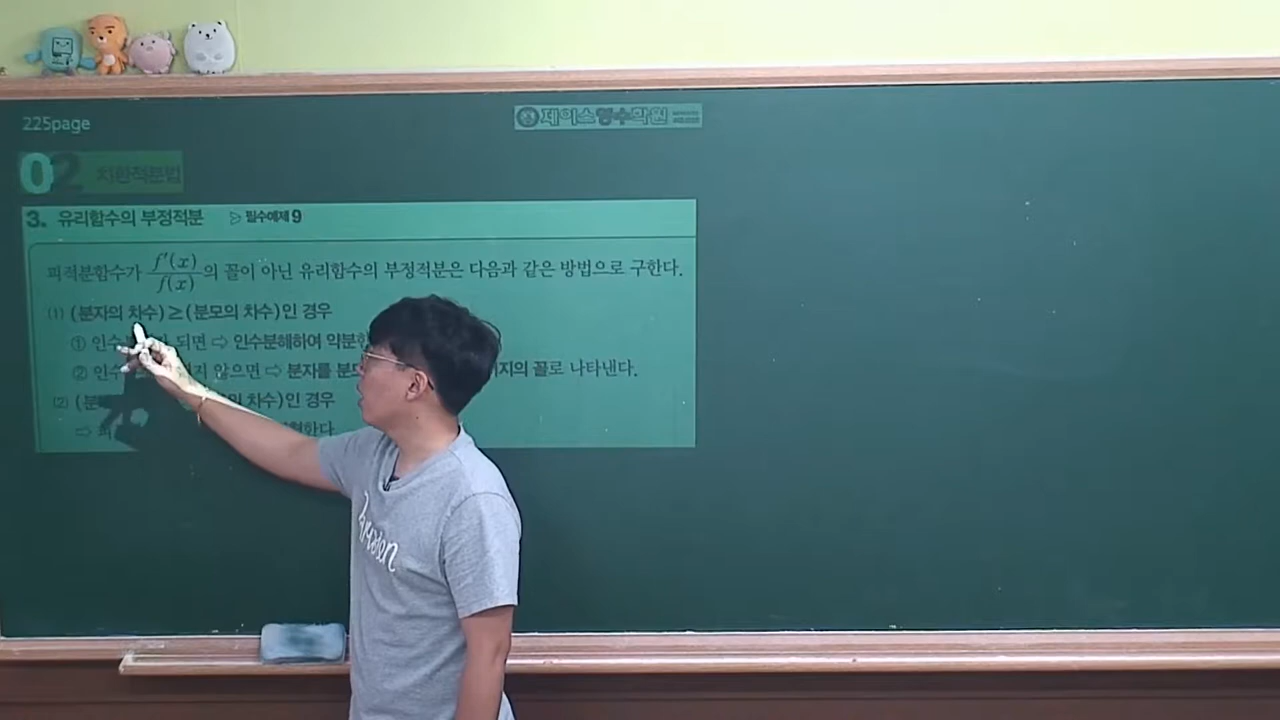 225page
제이스영수학원
02 치환적분법
3. 유리함수의 부정적분 ▷ 필수예제 9
피적분함수가 f'(x)/f(x)의 꼴이 아닌 유리함수의 부정적분은 다음과 같은 방법으로 구한다.
(1) (분자의 차수) ≥ (분모의 차수)인 경우
① 인수 되면 ⇨ 인수분해하여 약분
② 인수 않으면 ⇨ 분자를 분모 꼴로 나타낸다.
(2) (분 차수)인 경우
⇨